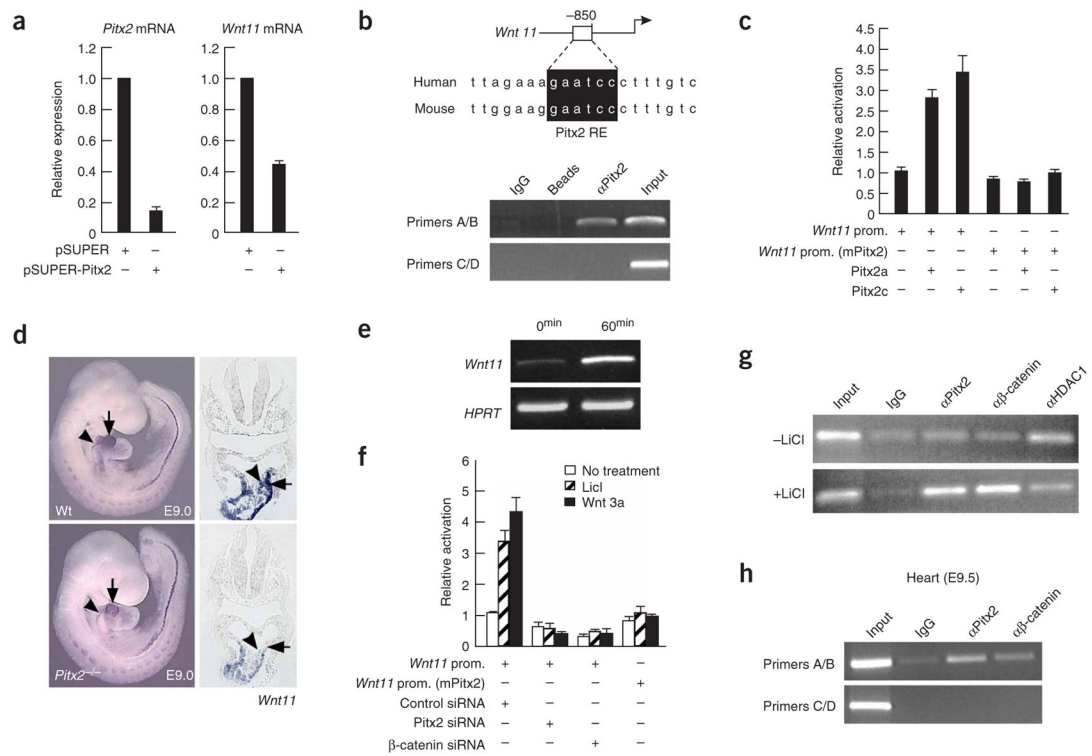 a
Pitx2 mRNA
Wnt11 mRNA
Relative expression
1.2 1.0 0.8 0.6 0.4 0.2 0
1.2 1.0 0.8 0.6 0.4 0.2 0
pSUPER + – + –
pSUPER-Pitx2 – + – +
b
–850
Wnt 11
Human t t a g a a a g a a t c c c t t t g t c
Mouse t t g g a a g g a a t c c c t t t g t c
Pitx2 RE
IgG Beads αPitx2 Input
Primers A/B
Primers C/D
c
Relative activation
4.5 4.0 3.5 3.0 2.5 2.0 1.5 1.0 0.5 0.0
Wnt11 prom. + + + – – –
Wnt11 prom. (mPitx2) – – – + + +
Pitx2a – + – – + –
Pitx2c – – + – – +
d
Wt E9.0
Pitx2–/– E9.0
Wnt11
e
0min 60min
Wnt11
HPRT
f
Relative activation
6 5 4 3 2 1 0
No treatment
Licl
Wnt 3a
Wnt11 prom. + + + –
Wnt11 prom. (mPitx2) – – – +
Control siRNA + – – –
Pitx2 siRNA – + – –
β-catenin siRNA – – + –
g
Input IgG αPitx2 αβ-catenin αHDAC1
–LiCl
+LiCl
h
Heart (E9.5)
Input IgG αPitx2 αβ-catenin
Primers A/B
Primers C/D